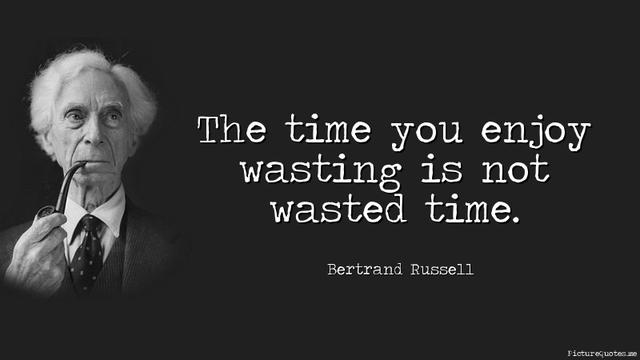 The time you enjoy
wasting is not
wasted time.
Bertrand Russell
PictureQuotes.me